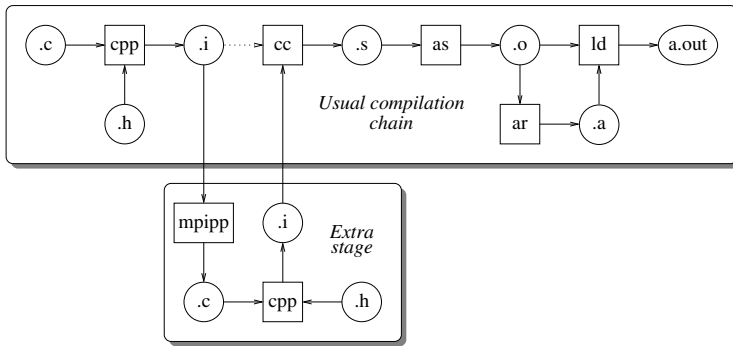 .c cpp .i cc .s as .o ld a.out
.h
Usual compilation
chain
ar .a
mpipp
.i
Extra
stage
.c cpp .h